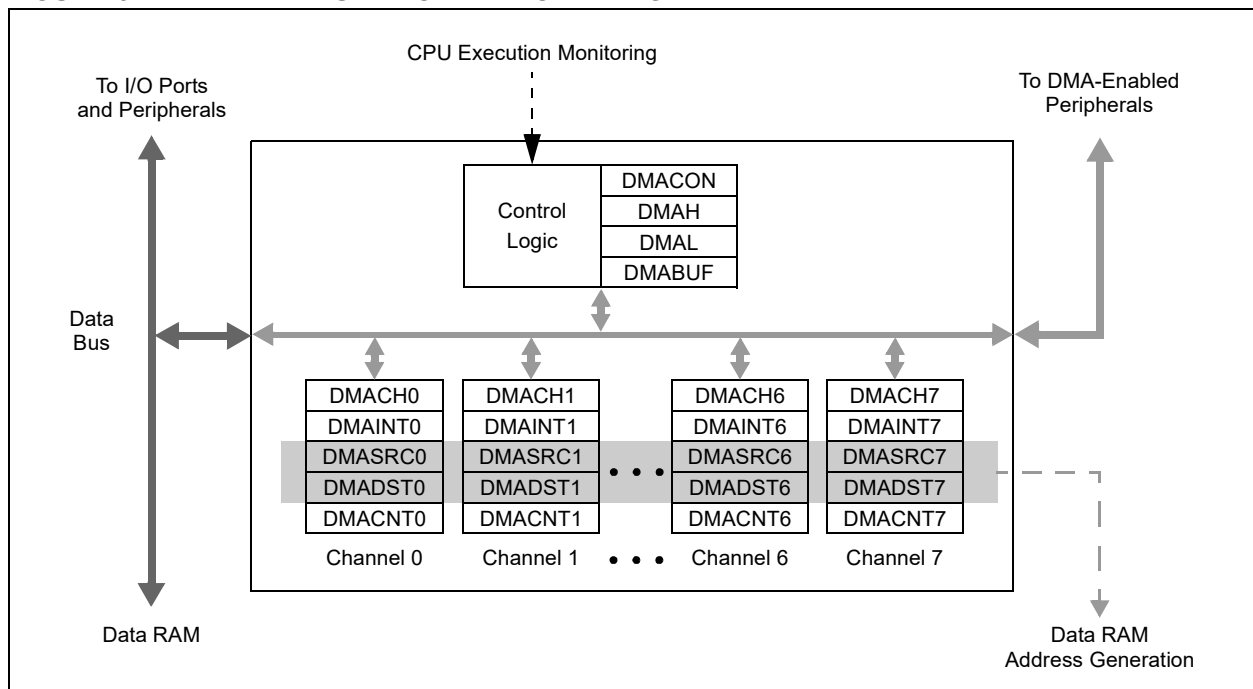 CPU Execution Monitoring
To I/O Ports
and Peripherals
To DMA-Enabled
Peripherals
Control
Logic
DMACON
DMAH
DMAL
DMABUF
Data
Bus
DMACH0
DMAINT0
DMASRC0
DMADST0
DMACNT0
Channel 0
DMACH1
DMAINT1
DMASRC1
DMADST1
DMACNT1
Channel 1
DMACH6
DMAINT6
DMASRC6
DMADST6
DMACNT6
Channel 6
DMACH7
DMAINT7
DMASRC7
DMADST7
DMACNT7
Channel 7
Data RAM
Data RAM
Address Generation